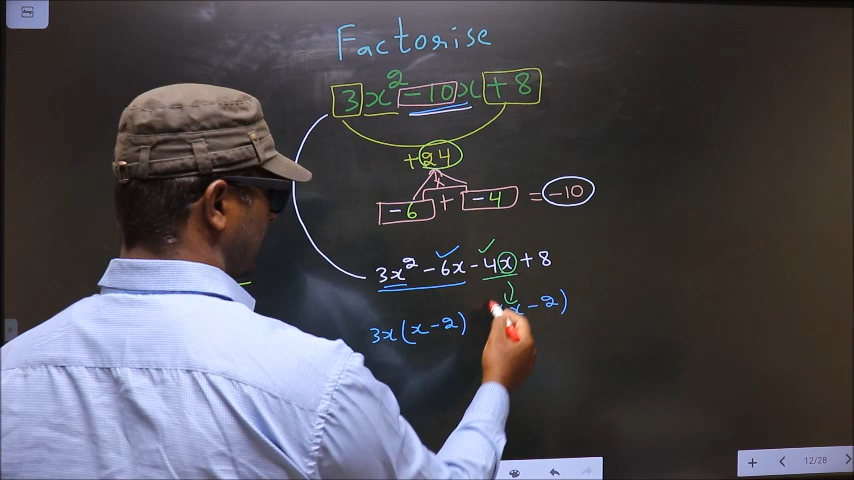 Factorise
3x² -10x +8
+24
x
-6 + -4 = -10
3x² - 6x - 4x + 8
3x(x-2) x-2)
12/28